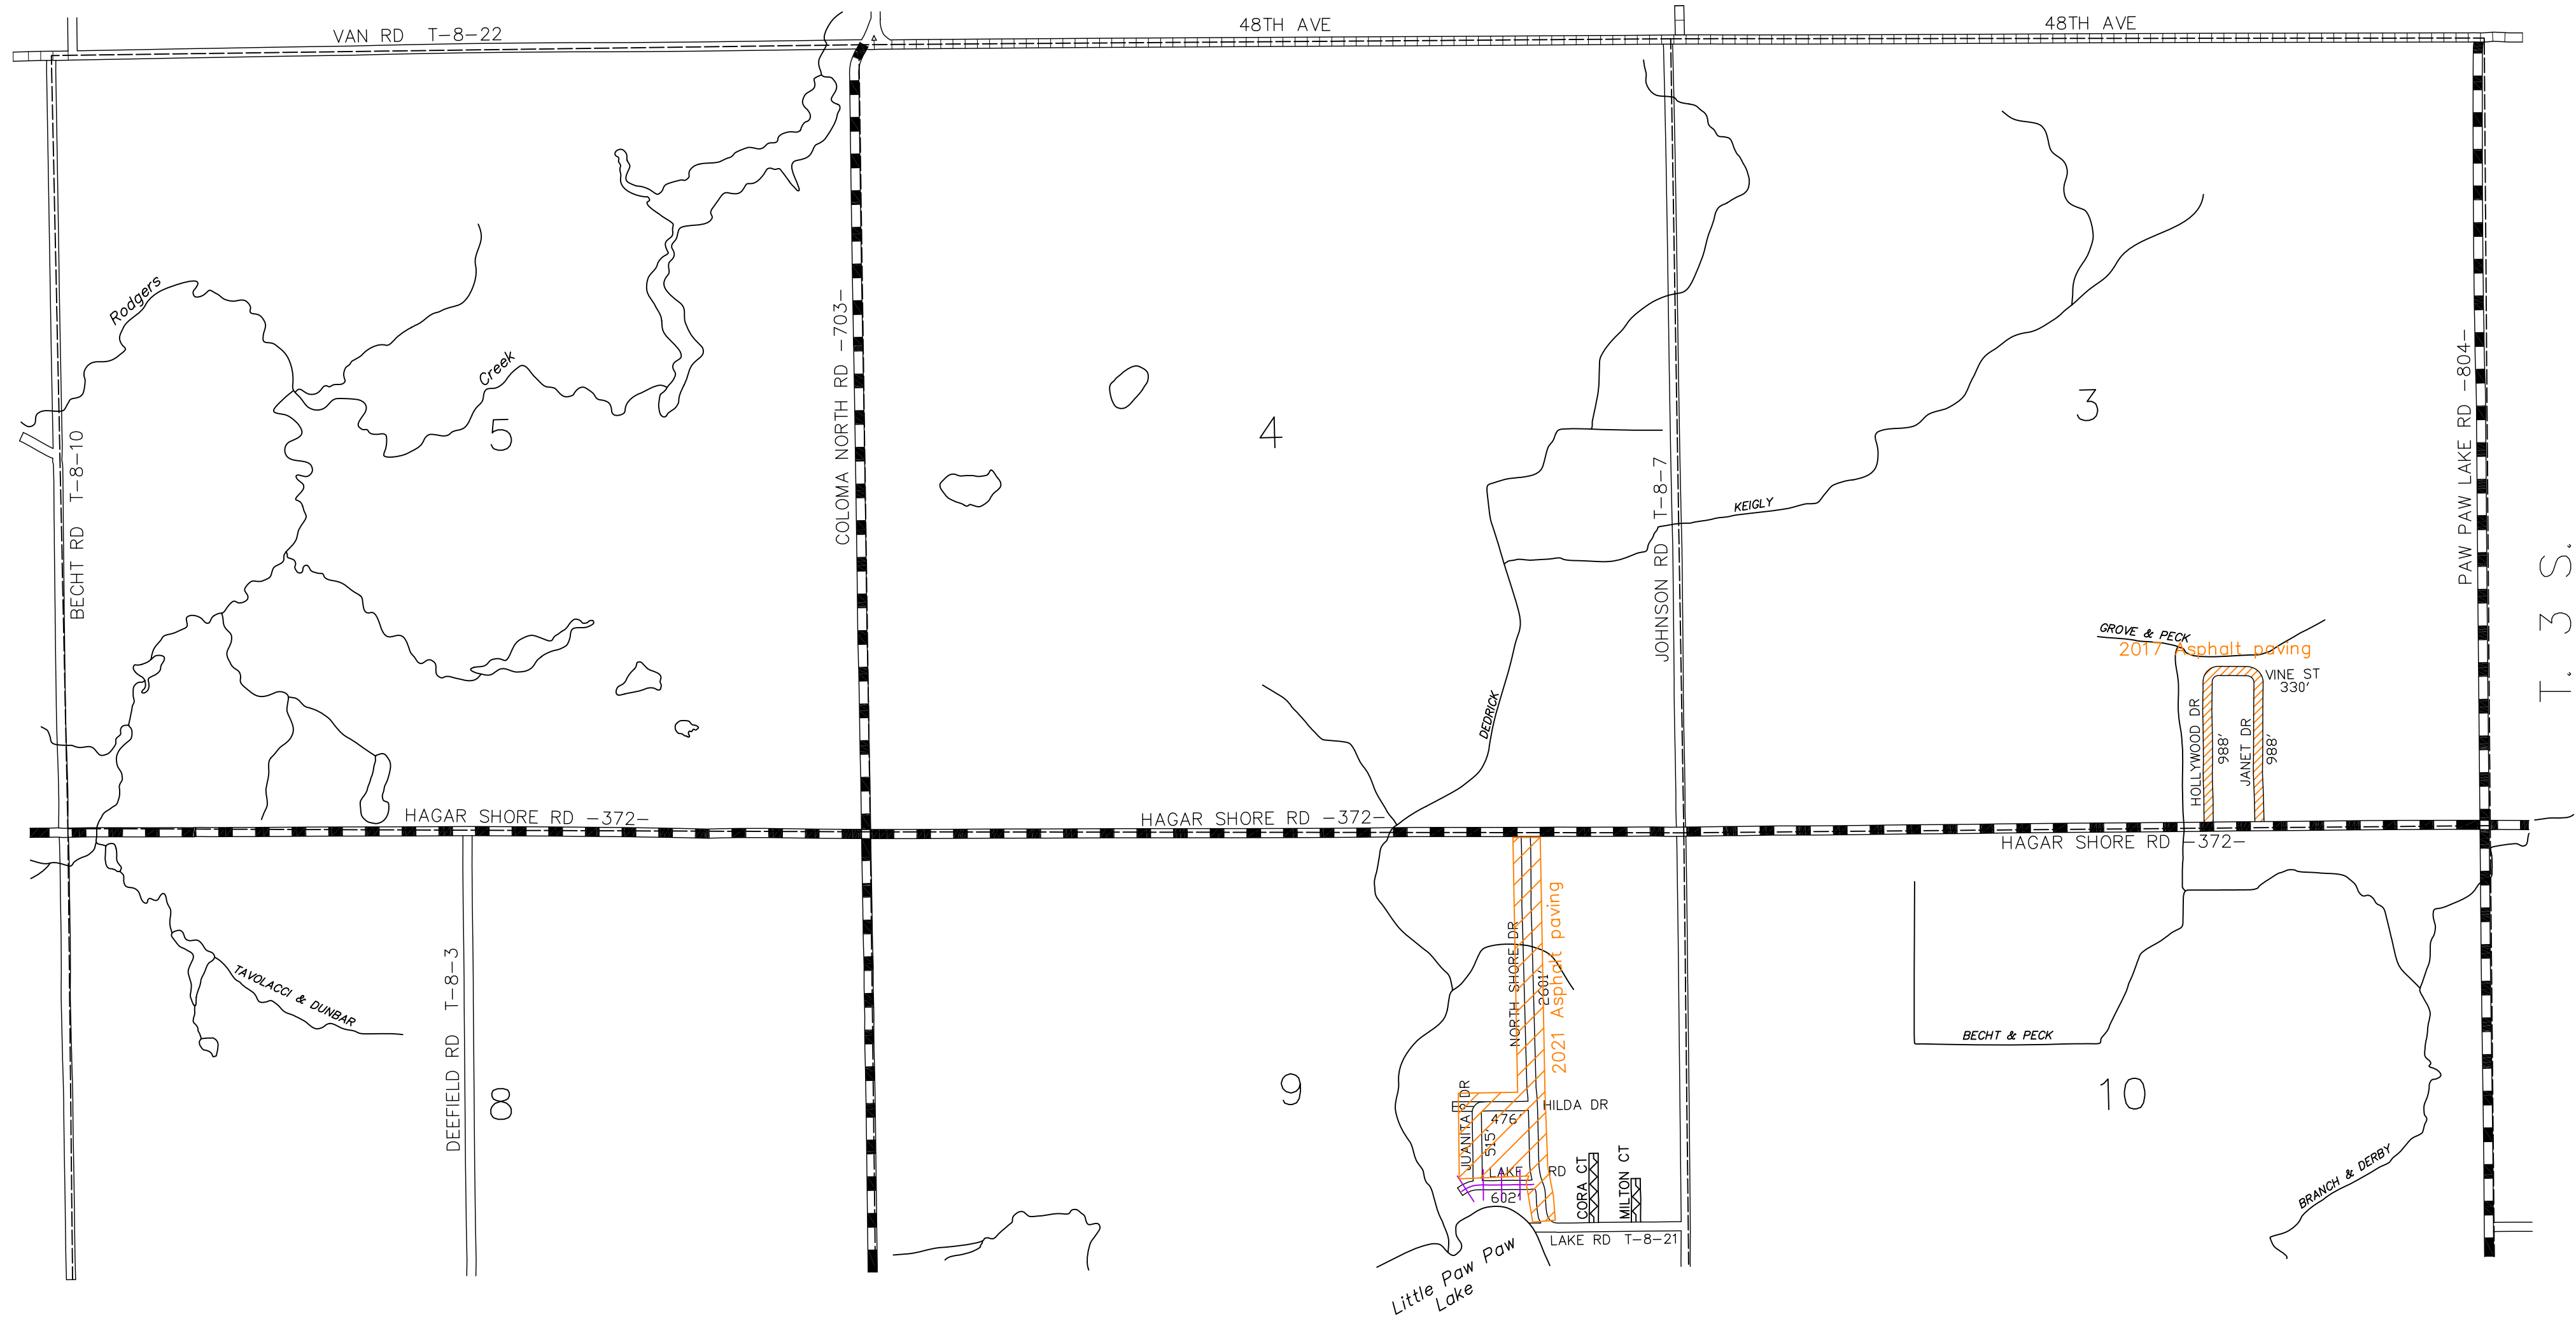 VAN RD T-8-22
48TH AVE
48TH AVE
Rodgers
Creek
BECHT RD T-8-10
5
COLOMA NORTH RD -703-
4
JOHNSON RD T-8-7
KEIGLY
3
PAW PAW LAKE RD -804-
T. 3 S.
DEDRICK
GROVE & PECK
2017 Asphalt paving
VINE ST
330'
HOLLYWOOD DR
988'
JANET DR
988'
HAGAR SHORE RD -372-
HAGAR SHORE RD -372-
HAGAR SHORE RD -372-
TAVOLACCI & DUNBAR
DEEFIELD RD T-8-3
8
9
NORTH SHORE DR
2601'
2021 Asphalt paving
JUANITA DR
HILDA DR
476'
515'
LAKE RD
602'
CORA CT
MILTON CT
LAKE RD T-8-21
Little Paw Paw
Lake
BECHT & PECK
10
BRANCH & DERBY